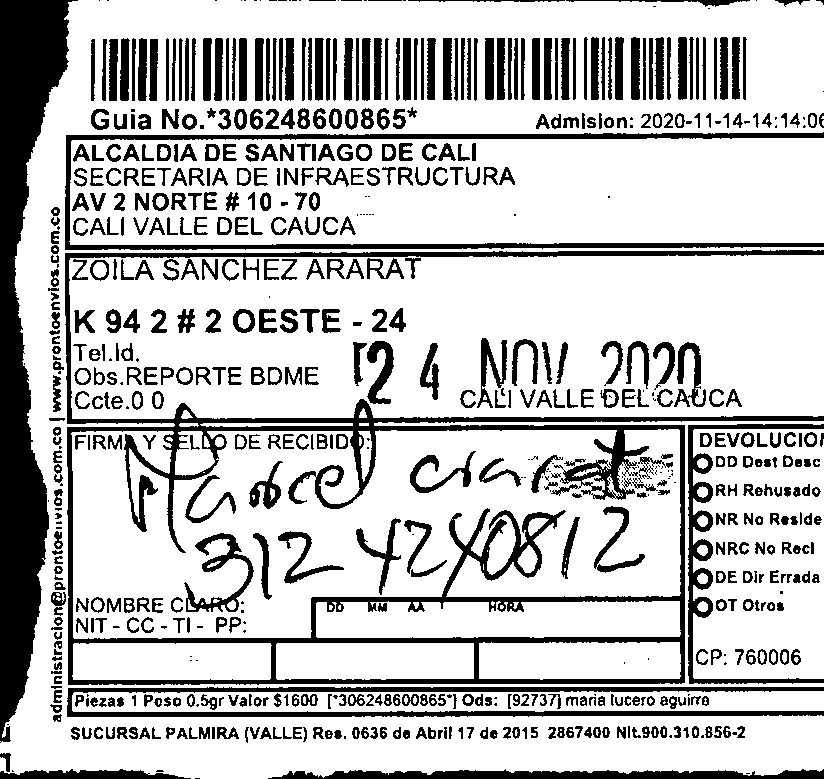 Guia No.*306248600865*
Admision: 2020-11-14-14:14:06
ALCALDIA DE SANTIAGO DE CALI
SECRETARIA DE INFRAESTRUCTURA
AV 2 NORTE # 10 - 70
CALI VALLE DEL CAUCA
ZOILA SANCHEZ ARARAT
K 94 2 # 2 OESTE - 24
Tel.Id.
Obs.REPORTE BDME
Ccte.0 0
24 NOV 2020
CALI VALLE DEL CAUCA
FIRMA Y SELLO DE RECIBIDO:
Maricel ararat
312 4240812
NOMBRE CLARO:
NIT - CC - TI - PP:
DD MM AA HORA
DEVOLUCION
DD Dest Desc
RH Rehusado
NR No Reside
NRC No Recl
DE Dir Errada
OT Otros
CP: 760006
Piezas 1 Peso 0.5gr Valor $1600 [*306248600865*] Ods: [92737] maria lucero aguirre
SUCURSAL PALMIRA (VALLE) Res. 0636 de Abril 17 de 2015 2867400 Nit.900.310.856-2
administracion@prontoenvios.com.co | www.prontoenvios.com.co